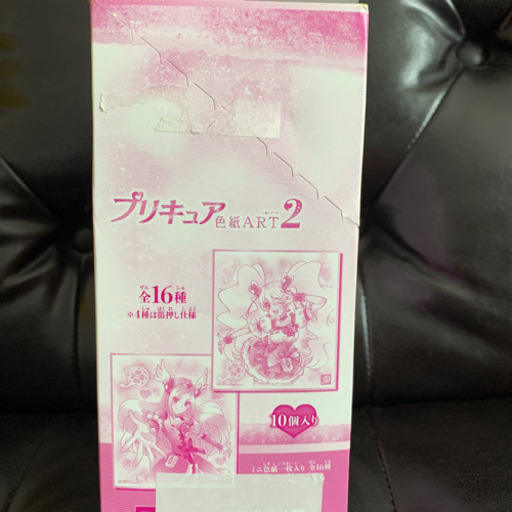 プリキュア色紙ART2
全16種
※4種は箔押し仕様
10個入り
ミニ色紙一枚入り 全16種